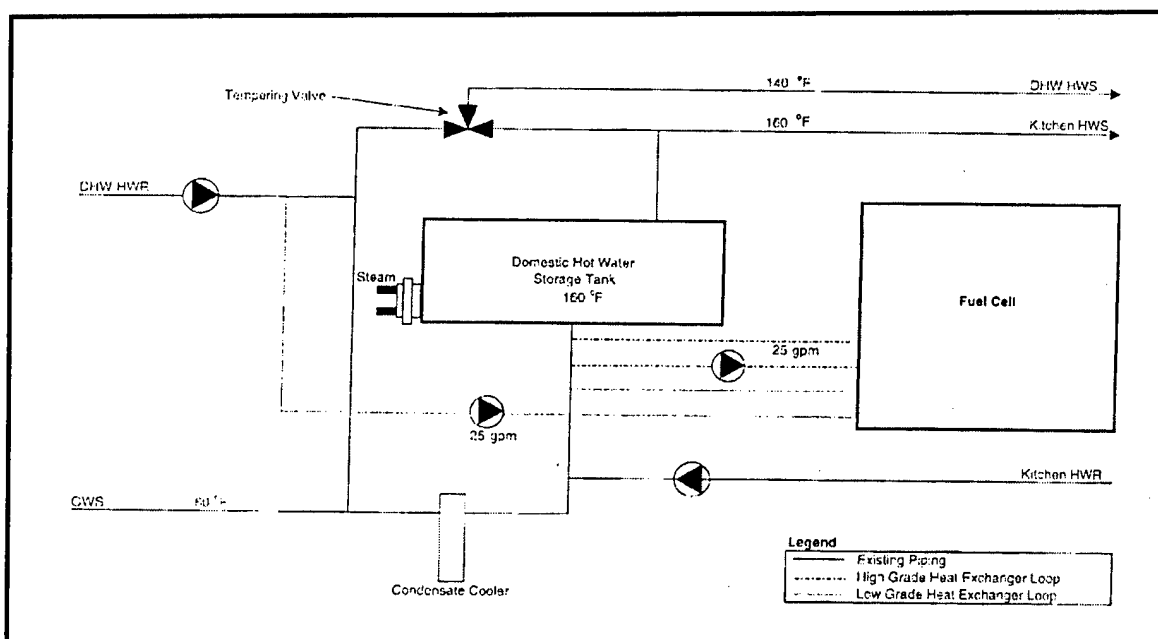 140 °F
DHW HWS
Tempering Valve
160 °F
Kitchen HWS
DHW HWR
Domestic Hot Water
Storage Tank
160 °F
Steam
Fuel Cell
25 gpm
25 gpm
Kitchen HWR
CWS
60 °F
Condensate Cooler
Legend
Existing Piping
High Grade Heat Exchanger Loop
Low Grade Heat Exchanger Loop